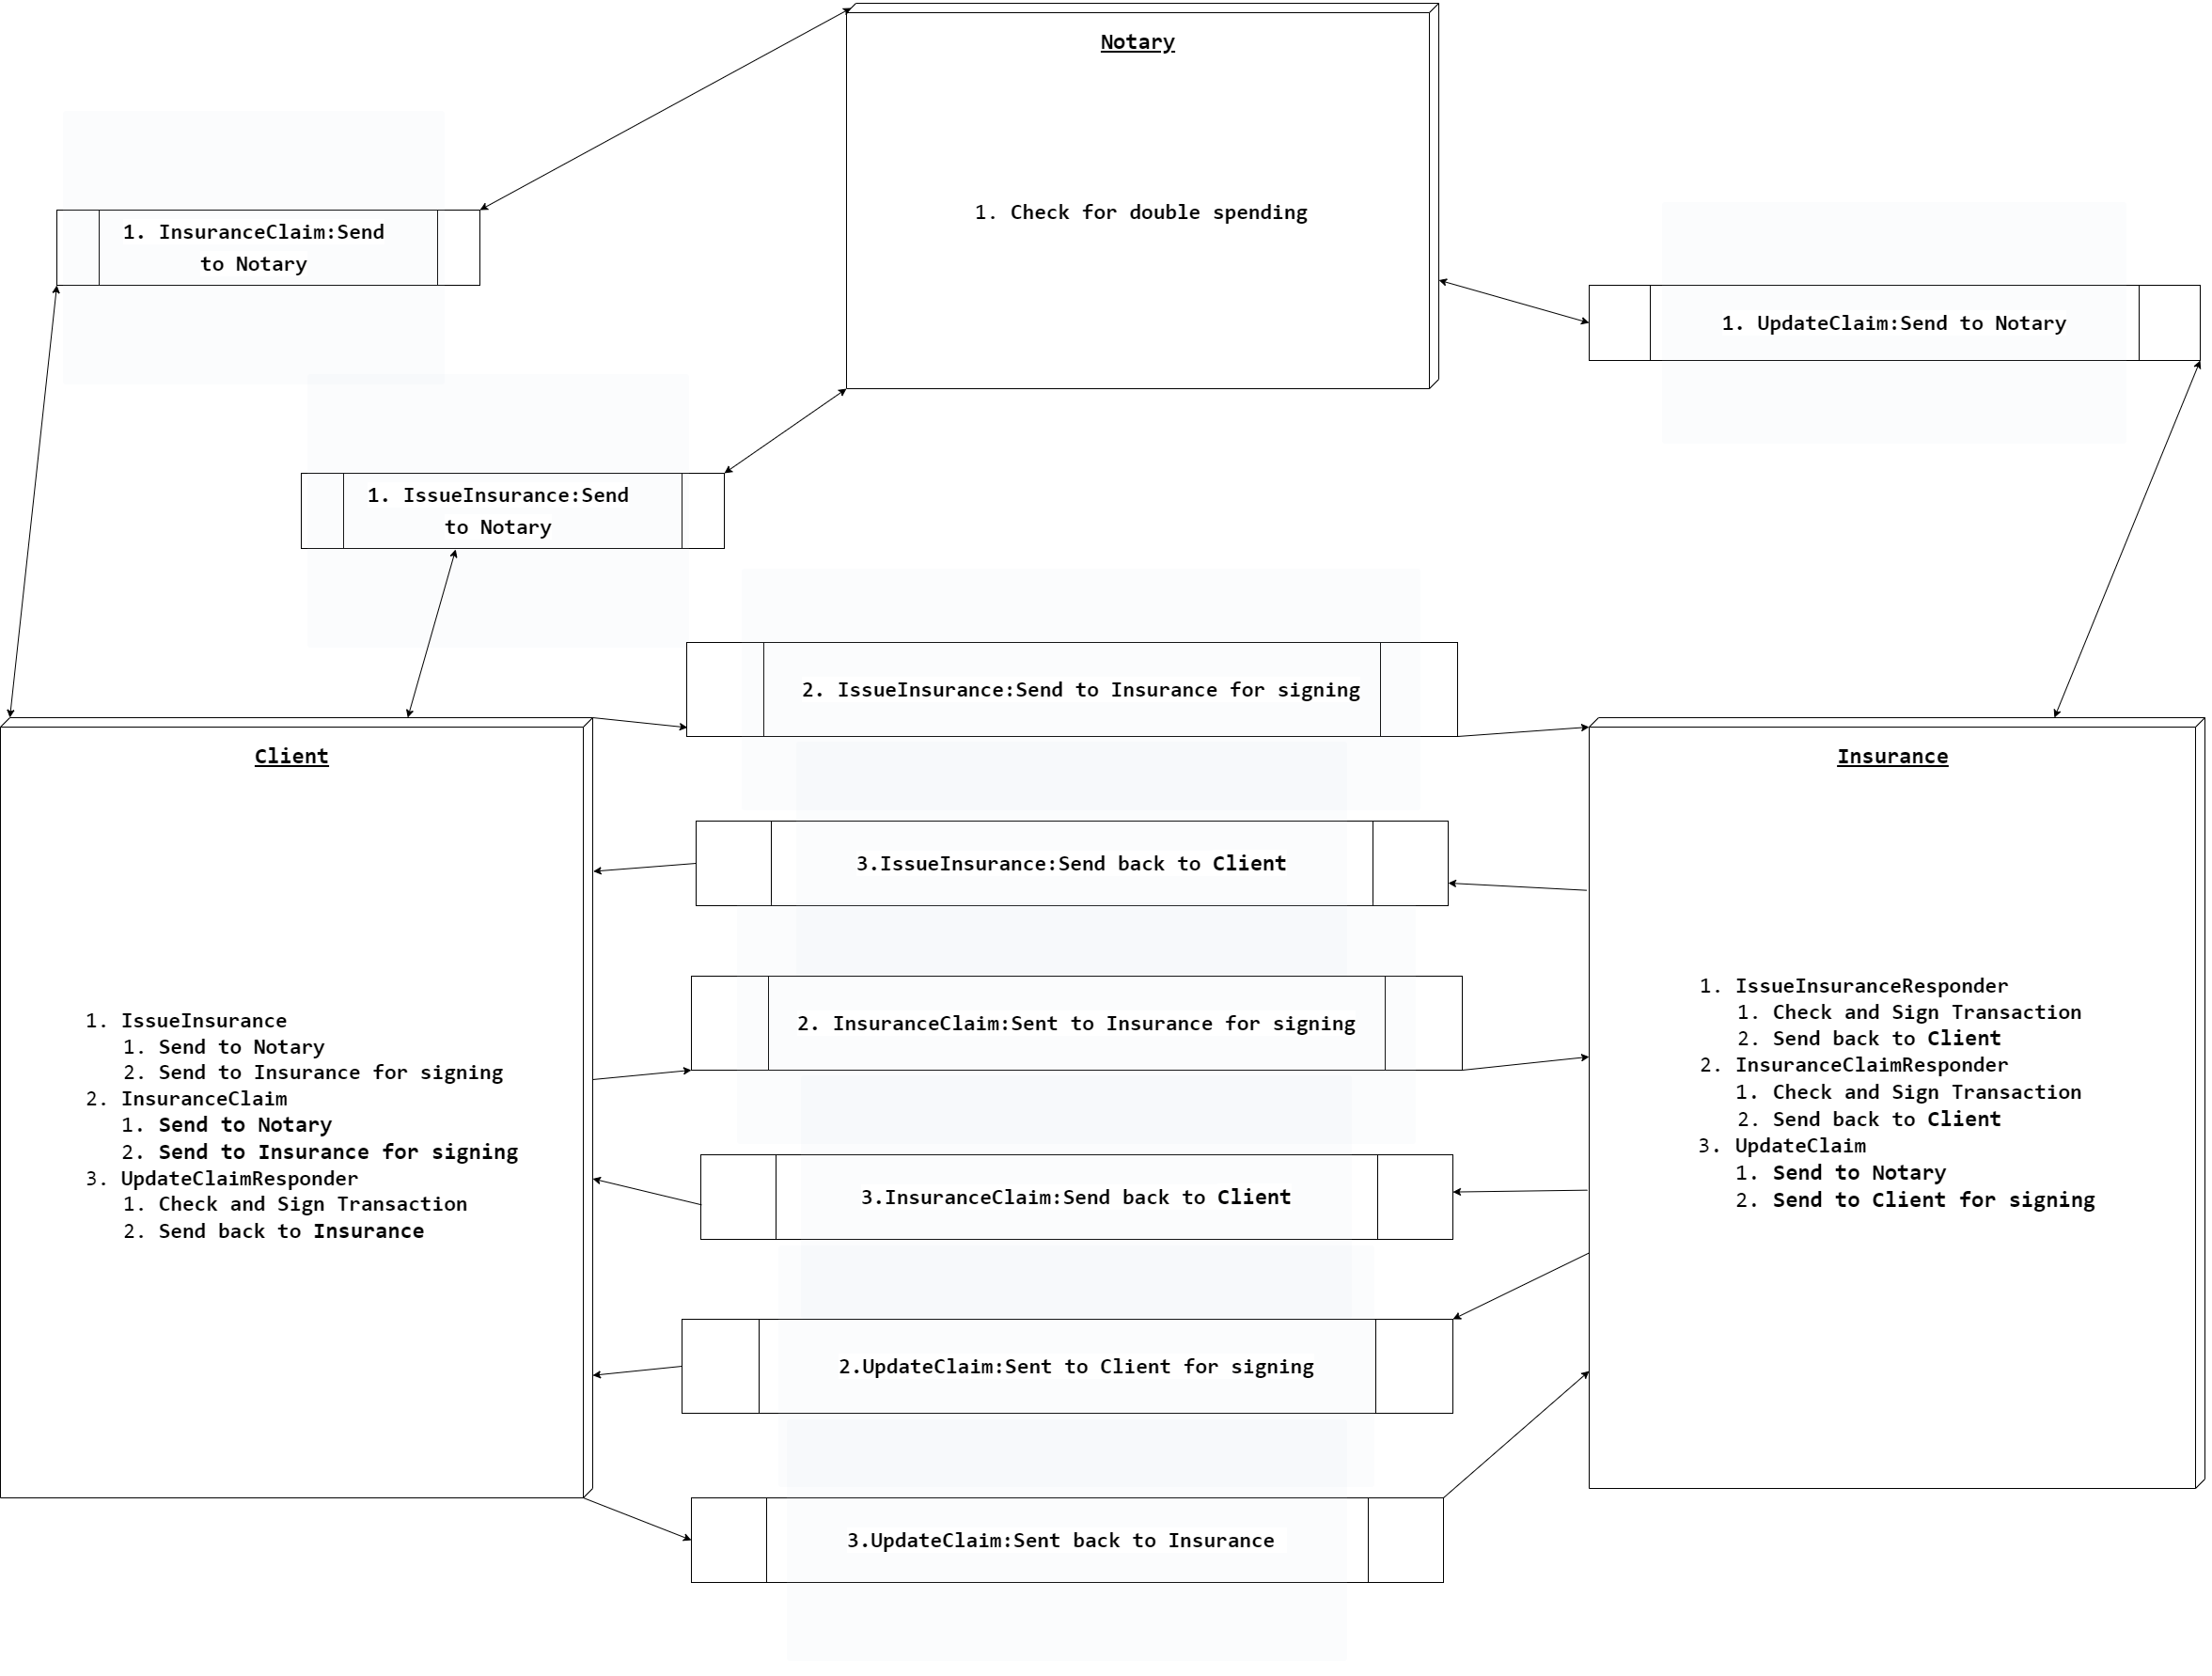 Notary
1. Check for double spending
1. InsuranceClaim:Send
to Notary
1. UpdateClaim:Send to Notary
1. IssueInsurance:Send
to Notary
2. IssueInsurance:Send to Insurance for signing
3.IssueInsurance:Send back to Client
2. InsuranceClaim:Sent to Insurance for signing
3.InsuranceClaim:Send back to Client
2.UpdateClaim:Sent to Client for signing
3.UpdateClaim:Sent back to Insurance
Client
1. IssueInsurance
1. Send to Notary
2. Send to Insurance for signing
2. InsuranceClaim
1. Send to Notary
2. Send to Insurance for signing
3. UpdateClaimResponder
1. Check and Sign Transaction
2. Send back to Insurance
Insurance
1. IssueInsuranceResponder
1. Check and Sign Transaction
2. Send back to Client
2. InsuranceClaimResponder
1. Check and Sign Transaction
2. Send back to Client
3. UpdateClaim
1. Send to Notary
2. Send to Client for signing